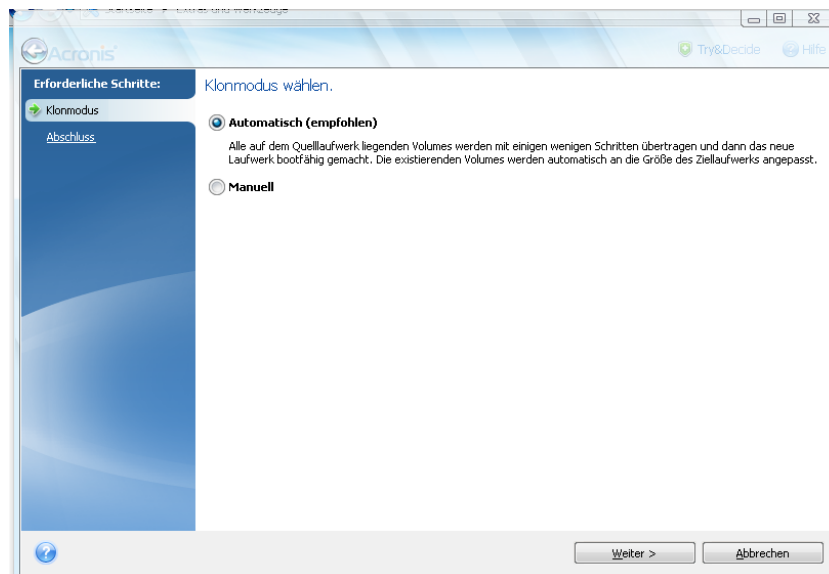 Acronis
Try&Decide
Hilfe
Erforderliche Schritte:
Klonmodus
Abschluss
Klonmodus wählen.
Automatisch (empfohlen)
Alle auf dem Quelllaufwerk liegenden Volumes werden mit einigen wenigen Schritten übertragen und dann das neue
Laufwerk bootfähig gemacht. Die existierenden Volumes werden automatisch an die Größe des Ziellaufwerks angepasst.
Manuell
Weiter >
Abbrechen